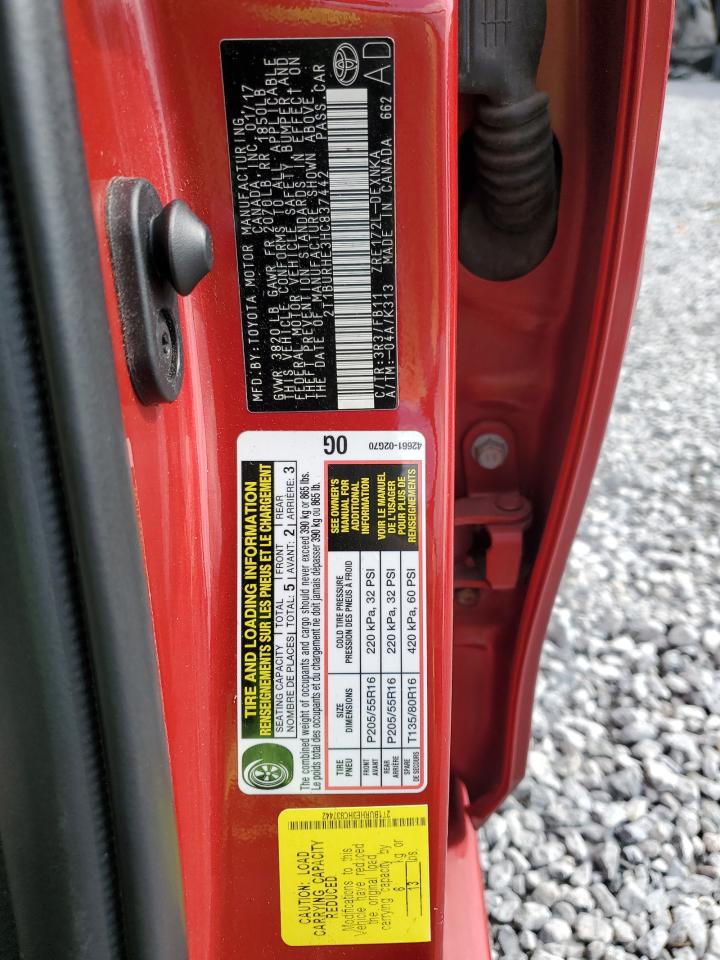 MFD.BY:TOYOTA MOTOR MANUFACTURING
CANADA, INC. 01/17
GVWR 3820 LB GAWR FR 2071LB RR 1850LB
THIS VEHICLE CONFORMS TO ALL APPLICABLE
FEDERAL MOTOR VEHICLE SAFETY, BUMPER AND
THEFT PREVENTION STANDARDS IN EFFECT ON
THE DATE OF MANUFACTURE SHOWN ABOVE.
2T1BURHE3HC837442 PASS.CAR
C/TR:3R3/FB11 ZRE172L-DEXNKA
A/TM:-04A/K313 MADE IN CANADA 662
AD
TIRE AND LOADING INFORMATION
RENSEIGNEMENTS SUR LES PNEUS ET LE CHARGEMENT
SEATING CAPACITY TOTAL FRONT REAR
NOMBRE DE PLACES TOTAL: 5 AVANT: 2 ARRIÈRE: 3
The combined weight of occupants and cargo should never exceed 390 kg or 865 lbs.
Le poids total des occupants et du chargement ne doit jamais dépasser 390 kg ou 865 lb.
TIRE SIZE COLD TIRE PRESSURE
PNEU DIMENSIONS PRESSION DES PNEUS À FROID
FRONT
AVANT P205/55R16 220 kPa, 32 PSI
REAR
ARRIÈRE P205/55R16 220 kPa, 32 PSI
SPARE
DE SECOURS T135/80R16 420 kPa, 60 PSI
SEE OWNER'S
MANUAL FOR
ADDITIONAL
INFORMATION
VOIR LE MANUEL
DE L'USAGER
POUR PLUS DE
RENSEIGNEMENTS
0G
42661-02G70
2T1BURHE3HC837442
CAUTION: LOAD
CARRYING CAPACITY
REDUCED
Modifications to this
Vehicle have reduced
the original load
carrying capacity by
6 kg or
13 lbs.